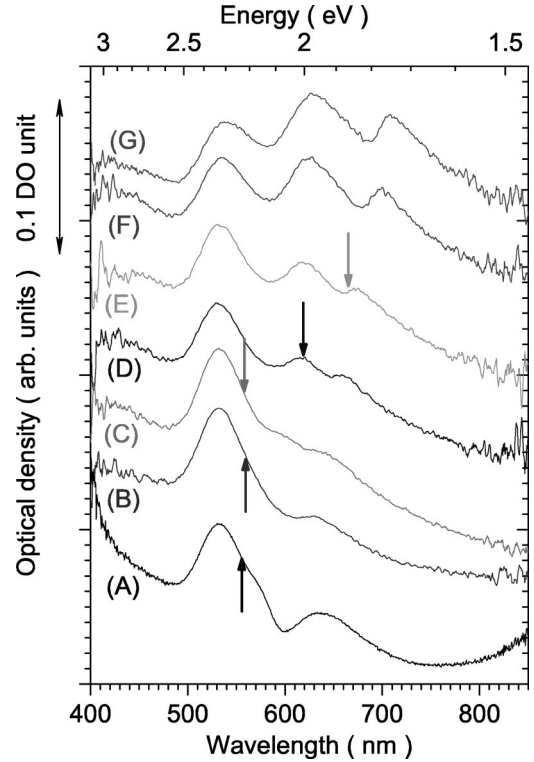 Energy ( eV )
3 2.5 2 1.5
0.1 DO unit
Optical density ( arb. units )
(G)
(F)
(E)
(D)
(C)
(B)
(A)
400 500 600 700 800
Wavelength ( nm )